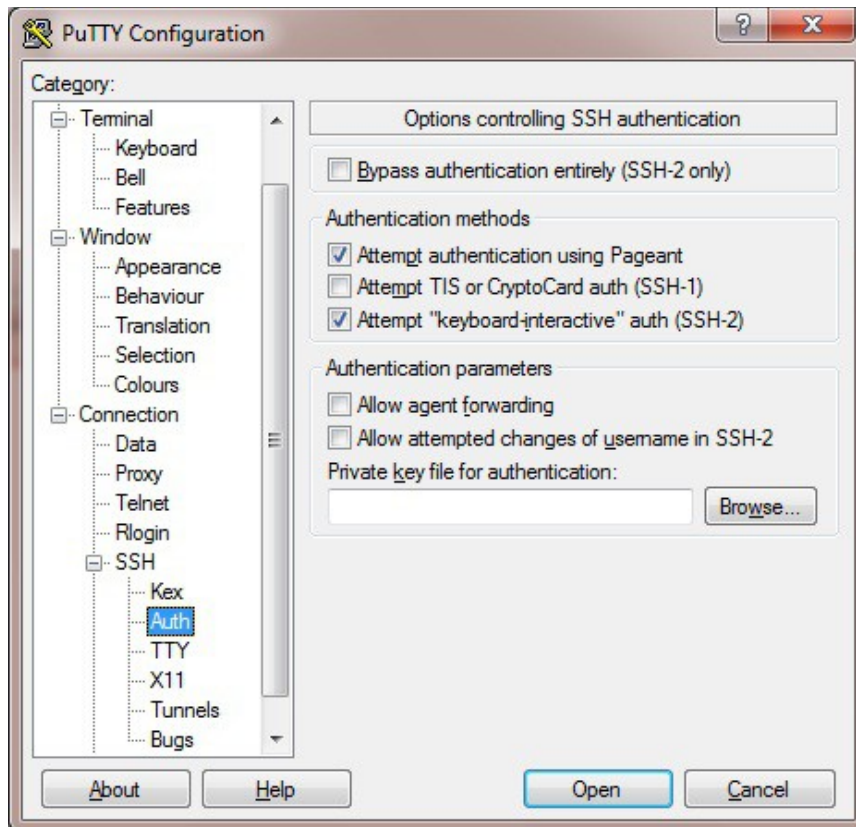 PuTTY Configuration
Category:
Terminal
Keyboard
Bell
Features
Window
Appearance
Behaviour
Translation
Selection
Colours
Connection
Data
Proxy
Telnet
Rlogin
SSH
Kex
Auth
TTY
X11
Tunnels
Bugs
Options controlling SSH authentication
Bypass authentication entirely (SSH-2 only)
Authentication methods
Attempt authentication using Pageant
Attempt TIS or CryptoCard auth (SSH-1)
Attempt "keyboard-interactive" auth (SSH-2)
Authentication parameters
Allow agent forwarding
Allow attempted changes of username in SSH-2
Private key file for authentication:
Browse...
About
Help
Open
Cancel